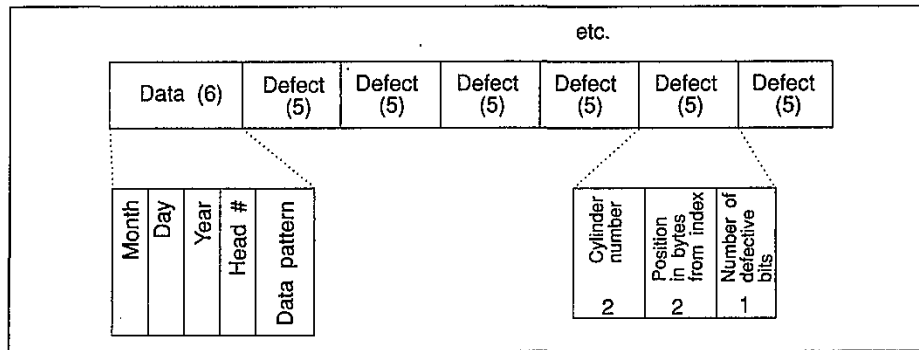 etc.
Data (6)
Defect
(5)
Defect
(5)
Defect
(5)
Defect
(5)
Defect
(5)
Defect
(5)
Month
Day
Year
Head #
Data pattern
Cylinder
number
2
Position
in bytes
from index
2
Number of
defective
bits
1